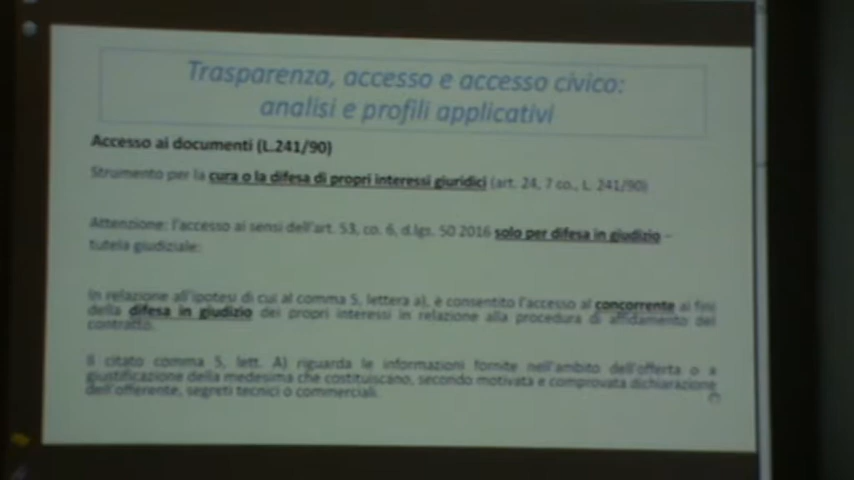 Trasparenza, accesso e accesso civico:
analisi e profili applicativi
Accesso ai documenti (L.241/90)
Strumento per la cura o la difesa di propri interessi giuridici (art. 24, 7 co., L. 241/90)
Attenzione: l'accesso ai sensi dell'art. 53, co. 6, d.lgs. 50 2016 solo per difesa in giudizio –
tutela giudiziale:
In relazione all'ipotesi di cui al comma 5, lettera a), è consentito l'accesso al concorrente ai fini
della difesa in giudizio dei propri interessi in relazione alla procedura di affidamento del
contratto.
Il citato comma 5, lett. A) riguarda le informazioni fornite nell'ambito dell'offerta o a
giustificazione della medesima che costituiscano, secondo motivata e comprovata dichiarazione
dell'offerente, segreti tecnici o commerciali.